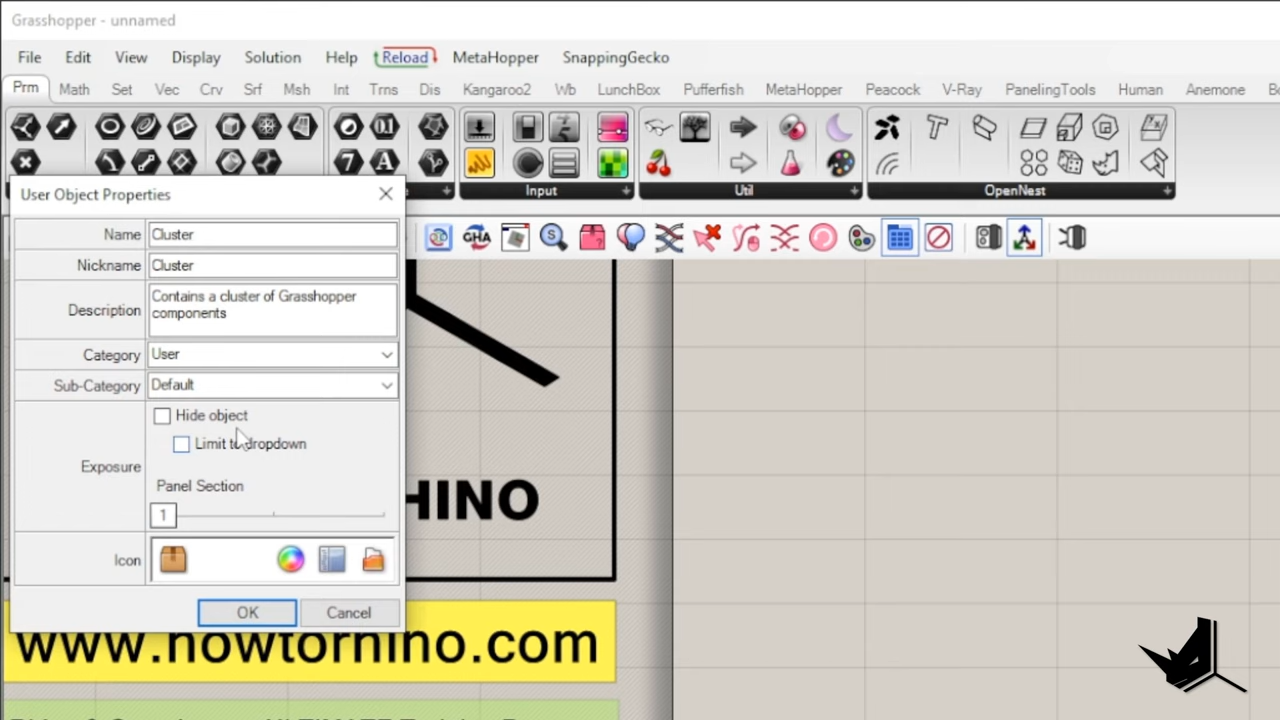 Grasshopper - unnamed
File Edit View Display Solution Help Reload MetaHopper SnappingGecko
Prm Math Set Vec Crv Srf Msh Int Trns Dis Kangaroo2 Wb LunchBox Pufferfish MetaHopper Peacock V-Ray PanelingTools Human Anemone
Input Util OpenNest
User Object Properties
GHA
Name Cluster
Nickname Cluster
Description Contains a cluster of Grasshopper
components
Category User
Sub-Category Default
Hide object
Limit to dropdown
Exposure
Panel Section
1
HINO
Icon
OK Cancel
www.howtorhino.com